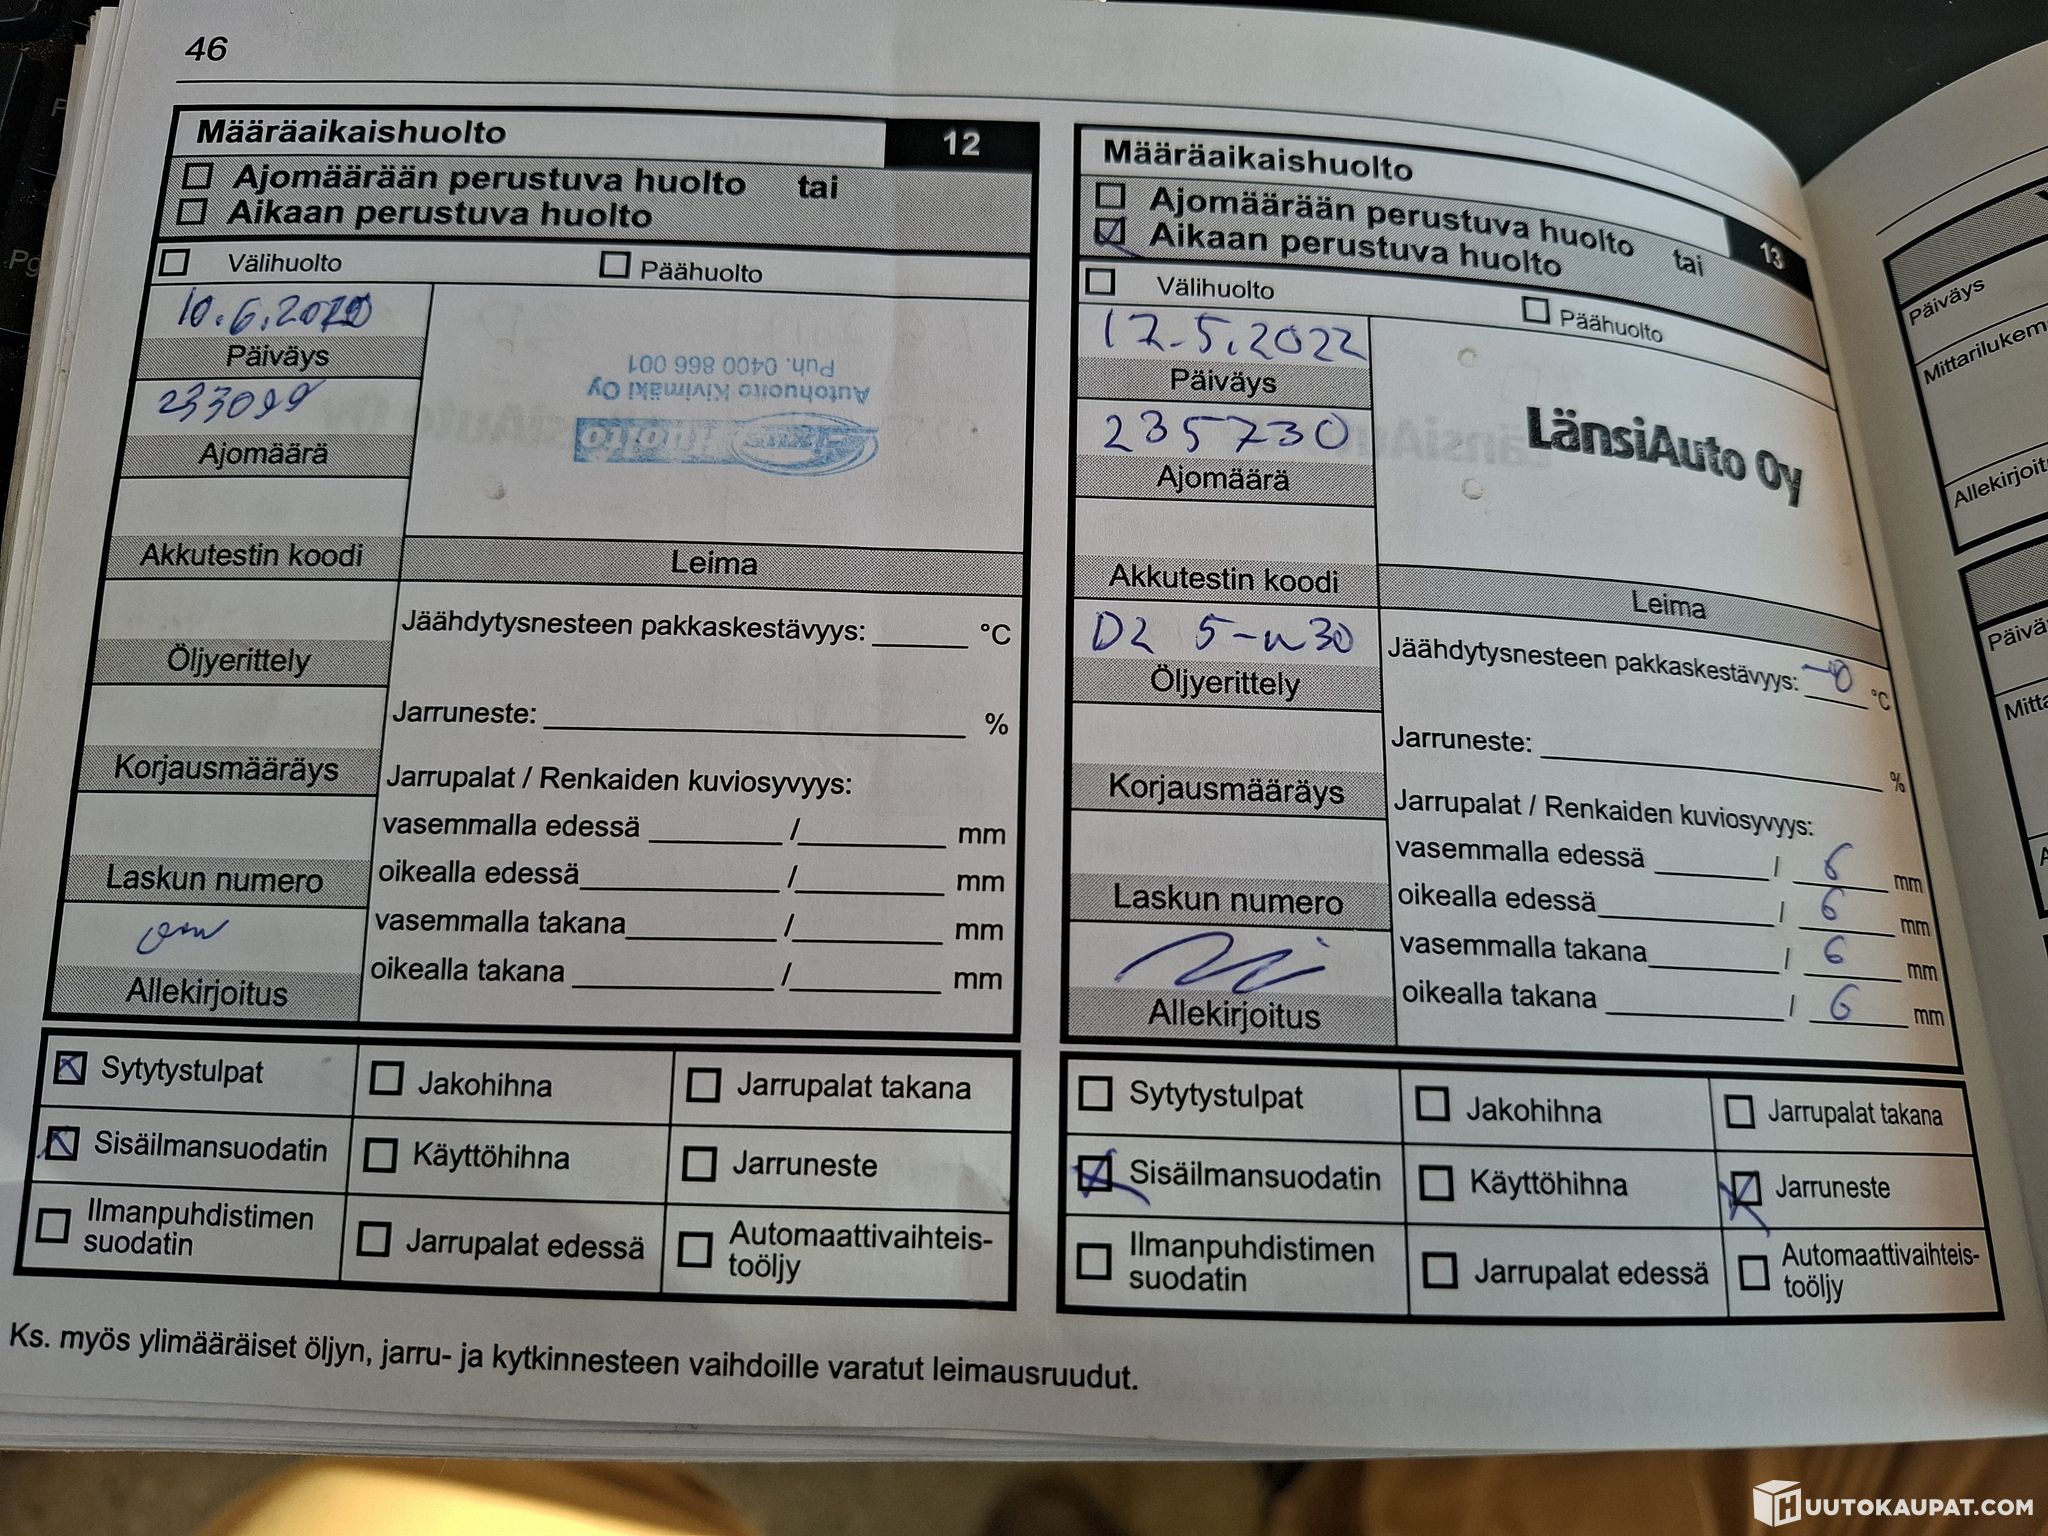 46
Määräaikaishuolto 12
Ajomäärään perustuva huolto tai
Aikaan perustuva huolto
Välihuolto Päähuolto
Päiväys
233099
Ajomäärä
Puh. 0400 866 001
Autohuolto Kivimäki Oy
Akkutestin koodi
Leima
Öljyerittely
Jäähdytysnesteen pakkaskestävyys: °C
Jarruneste: %
Korjausmääräys
Jarrupalat / Renkaiden kuviosyvyys:
vasemmalla edessä / mm
oikealla edessä / mm
Laskun numero
vasemmalla takana / mm
oikealla takana / mm
Allekirjoitus
Sytytystulpat Jakohihna Jarrupalat takana
Sisäilmansuodatin Käyttöhihna Jarruneste
Ilmanpuhdistimen
suodatin
Jarrupalat edessä
Automaattivaihteis-
toöljy
Määräaikaishuolto 13
Ajomäärään perustuva huolto tai
Aikaan perustuva huolto
Välihuolto Päähuolto
12.5.2022
Päiväys
235730
Ajomäärä
LänsiAuto Oy
Akkutestin koodi
Leima
D2 5-w30
Öljyerittely
Jäähdytysnesteen pakkaskestävyys: °C
Jarruneste: %
Korjausmääräys
Jarrupalat / Renkaiden kuviosyvyys:
vasemmalla edessä / 6 mm
oikealla edessä / 6 mm
Laskun numero
vasemmalla takana / 6 mm
oikealla takana / 6 mm
Allekirjoitus
Sytytystulpat Jakohihna Jarrupalat takana
Sisäilmansuodatin Käyttöhihna Jarruneste
Ilmanpuhdistimen
suodatin
Jarrupalat edessä
Automaattivaihteis-
toöljy
Ks. myös ylimääräiset öljyn, jarru- ja kytkinnesteen vaihdoille varatut leimausruudut.
Päiväys
HUUTOKAUPAT.COM